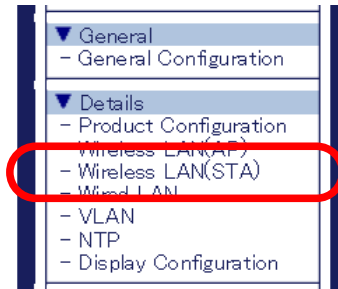 ▼ General
- General Configuration
▼ Details
- Product Configuration
- Wireless LAN(AP)
- Wireless LAN(STA)
- Wired LAN
- VLAN
- NTP
- Display Configuration